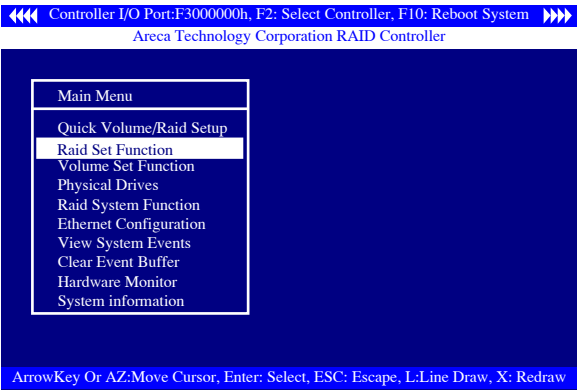 Controller I/O Port:F3000000h, F2: Select Controller, F10: Reboot System
Areca Technology Corporation RAID Controller
Main Menu
Quick Volume/Raid Setup
Raid Set Function
Volume Set Function
Physical Drives
Raid System Function
Ethernet Configuration
View System Events
Clear Event Buffer
Hardware Monitor
System information
ArrowKey Or AZ:Move Cursor, Enter: Select, ESC: Escape, L:Line Draw, X: Redraw